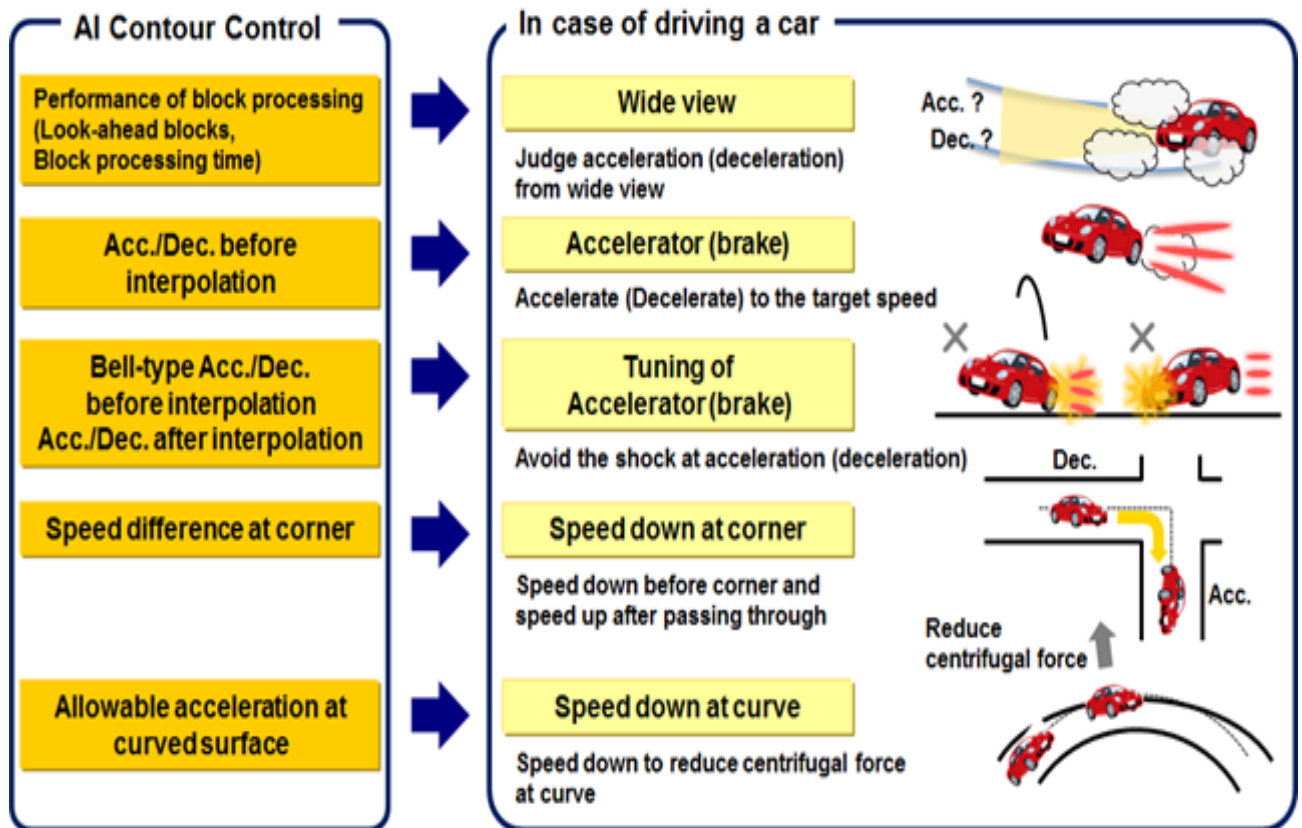 AI Contour Control
In case of driving a car
Performance of block processing
(Look-ahead blocks,
Block processing time)
Wide view
Judge acceleration (deceleration)
from wide view
Acc. ?
Dec. ?
Acc./Dec. before
interpolation
Accelerator (brake)
Accelerate (Decelerate) to the target speed
Bell-type Acc./Dec.
before interpolation
Acc./Dec. after interpolation
Tuning of
Accelerator (brake)
Avoid the shock at acceleration (deceleration)
Speed difference at corner
Speed down at corner
Speed down before corner and
speed up after passing through
Dec.
Acc.
Allowable acceleration at
curved surface
Speed down at curve
Speed down to reduce centrifugal force
at curve
Reduce
centrifugal force